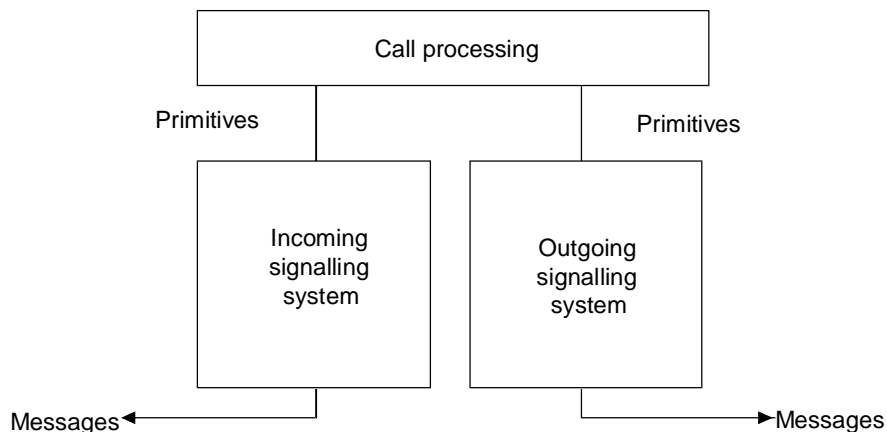 Call processing
Primitives
Primitives
Incoming
signalling
system
Outgoing
signalling
system
Messages
Messages